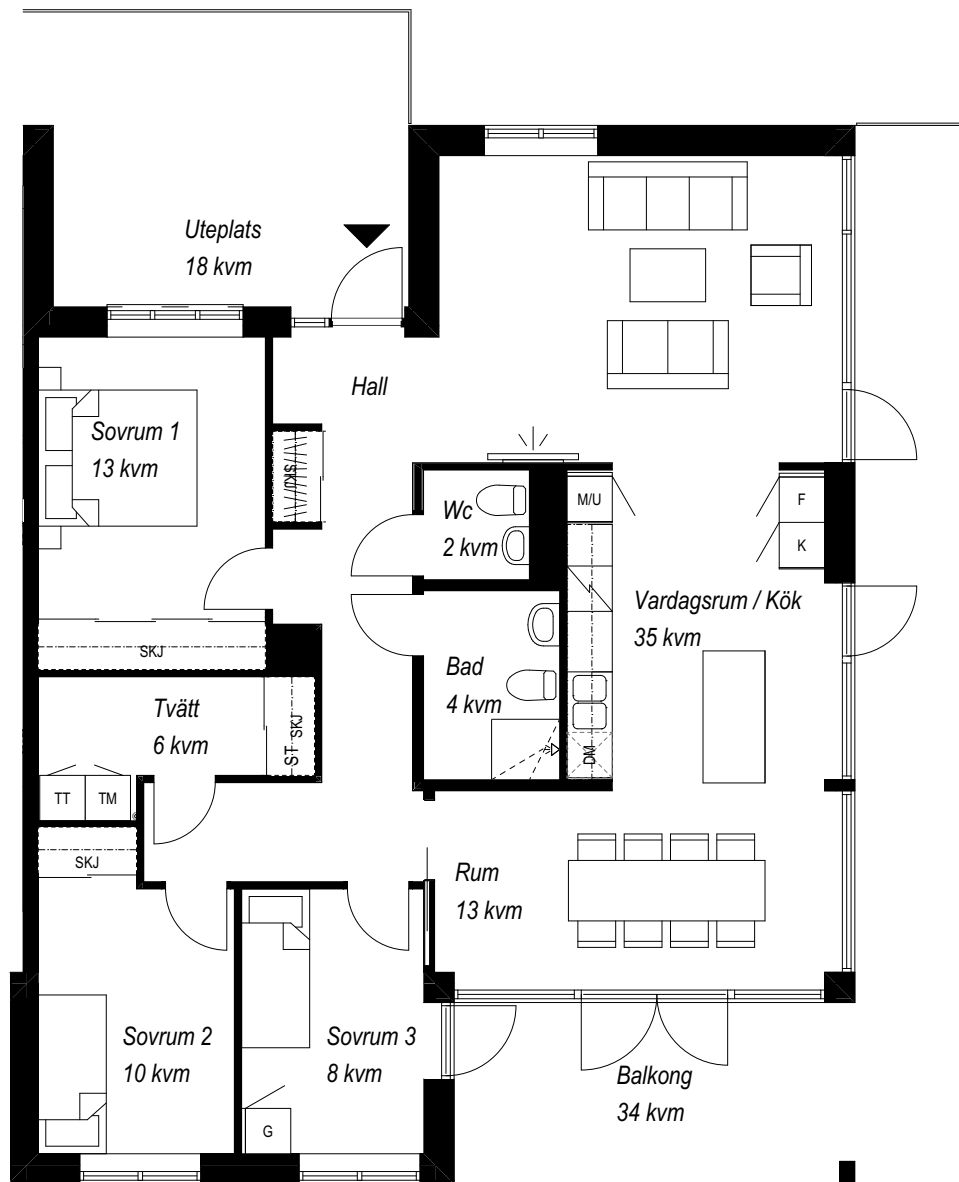 Uteplats
18 kvm
Hall
Sovrum 1
13 kvm
SKJ
Wc
2 kvm
M/U
F
K
Vardagsrum / Kök
35 kvm
SKJ
Bad
4 kvm
Tvätt
6 kvm
ST
SKJ
DM
TT
TM
SKJ
Rum
13 kvm
Sovrum 2
10 kvm
Sovrum 3
8 kvm
G
Balkong
34 kvm